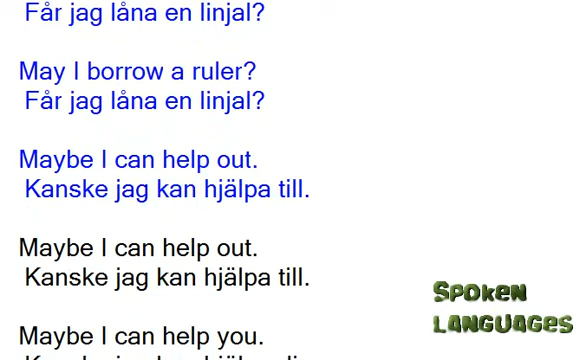 Får jag låna en linjal?
May I borrow a ruler?
Får jag låna en linjal?
Maybe I can help out.
Kanske jag kan hjälpa till.
Maybe I can help out.
Kanske jag kan hjälpa till.
Maybe I can help you.
Spoken
Languages